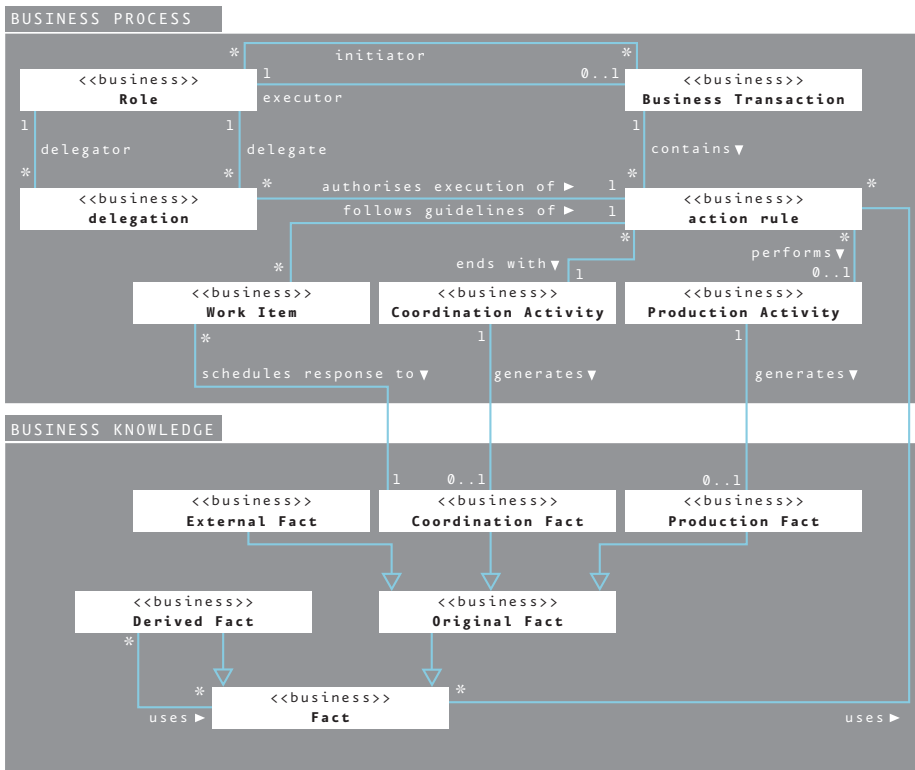 BUSINESS PROCESS
* initiator *
1 0..1
<<business>>
Role
executor
<<business>>
Business Transaction
1 1 1
delegator delegate contains▼
* * * *
* authorises execution of ► 1
<<business>>
delegation
follows guidelines of ► 1
<<business>>
action rule
* *
performs▼
ends with▼
* 1 0..1
<<business>>
Work Item
<<business>>
Coordination Activity
<<business>>
Production Activity
* 1 1
schedules response to▼ generates▼ generates▼
BUSINESS KNOWLEDGE
1 0..1 0..1
<<business>>
External Fact
<<business>>
Coordination Fact
<<business>>
Production Fact
<<business>>
Derived Fact
<<business>>
Original Fact
*
* *
<<business>>
Fact
uses► uses►